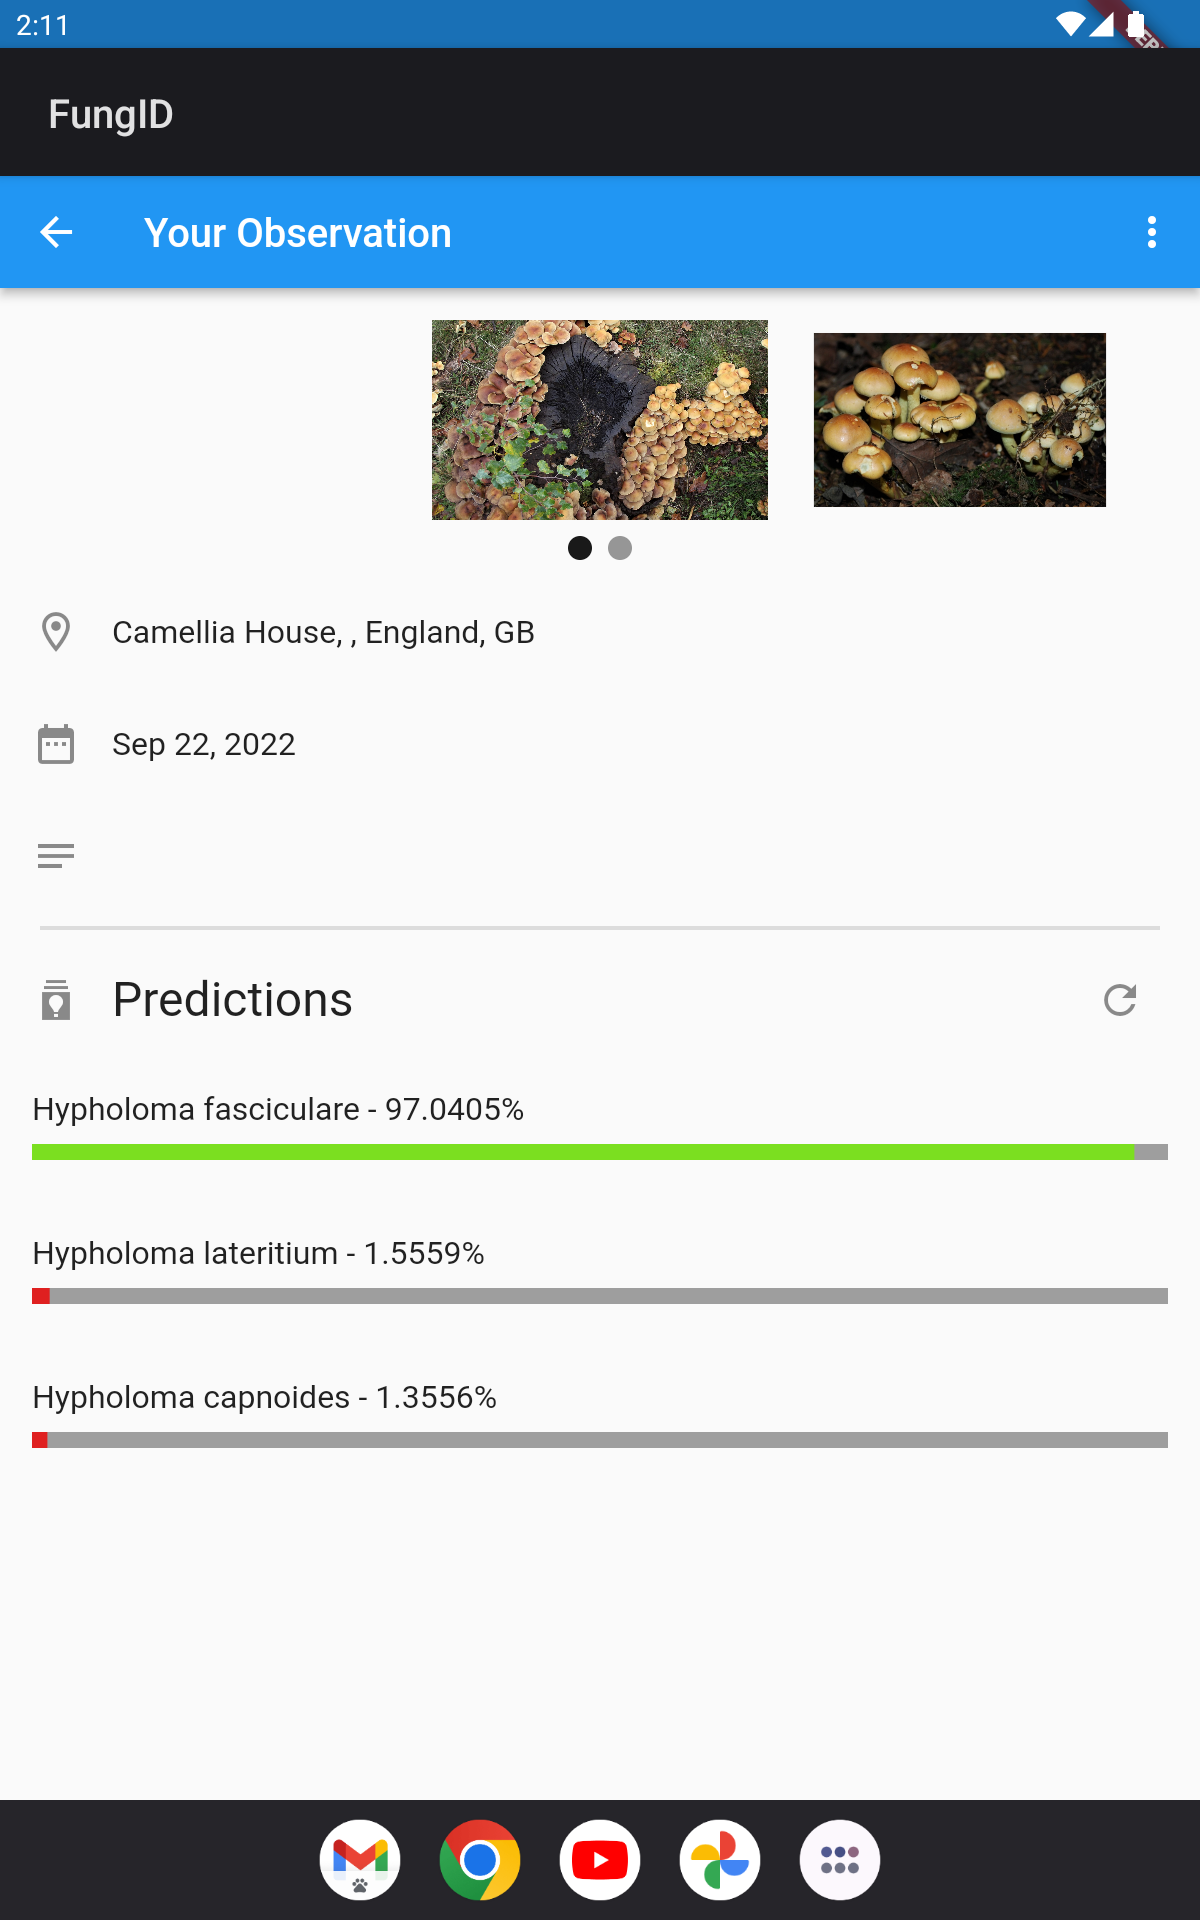 2:11
FungID
Your Observation
Camellia House, , England, GB
Sep 22, 2022
Predictions
Hypholoma fasciculare - 97.0405%
Hypholoma lateritium - 1.5559%
Hypholoma capnoides - 1.3556%